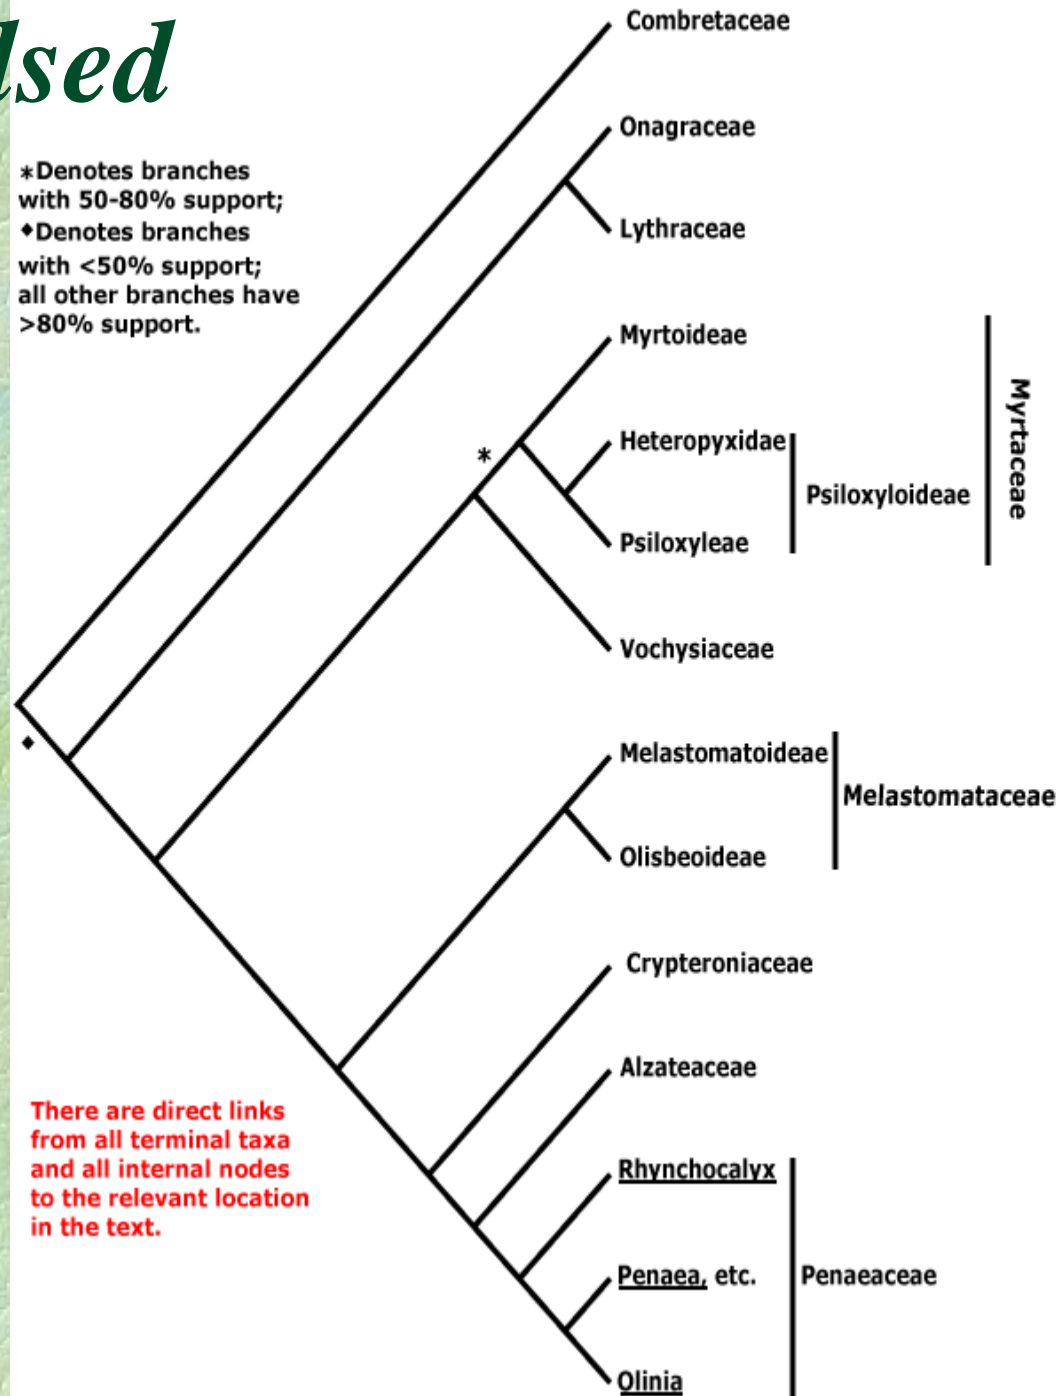 *Denotes branches
with 50-80% support;
♦Denotes branches
with <50% support;
all other branches have
>80% support.
Combretaceae
Onagraceae
Lythraceae
Myrtoideae
Heteropyxidae
Psiloxyleae
Psiloxyloideae
Myrtaceae
*
Vochysiaceae
♦
Melastomatoideae
Olisbeoideae
Melastomataceae
Crypteroniaceae
Alzateaceae
Rhynchocalyx
Penaea, etc.
Olinia
Penaeaceae
There are direct links
from all terminal taxa
and all internal nodes
to the relevant location
in the text.